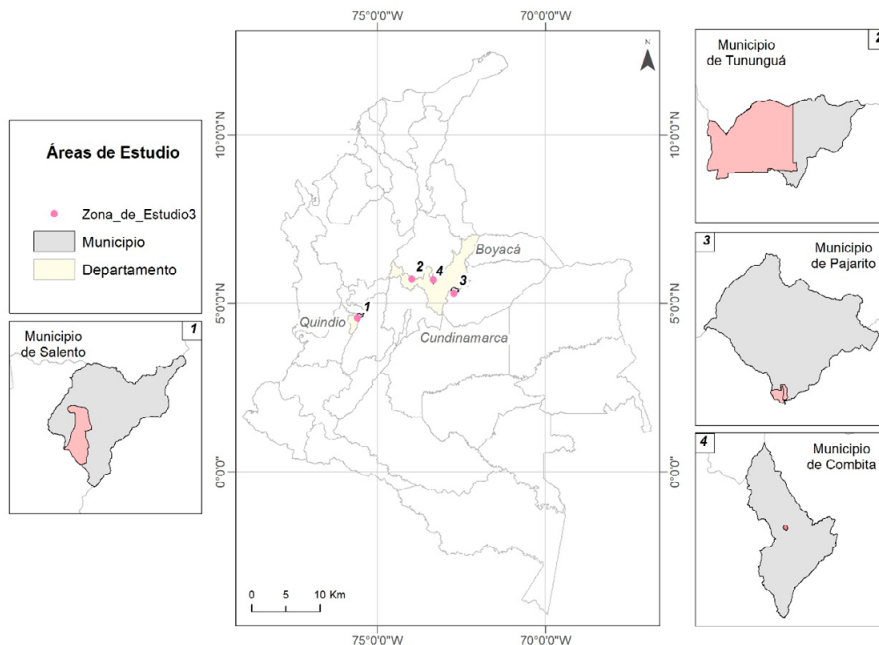 Áreas de Estudio
Zona_de_Estudio3
Municipio
Departamento
Municipio
de Salento
1
75°0'0"W
70°0'0"W
N
10°0'0"N
10°0'0"N
5°0'0"N
5°0'0"N
0°0'0"
0°0'0"
Boyacá
2
4
3
1
Quindio
Cundinamarca
0
5
10 Km
75°0'0"W
70°0'0"W
2
Municipio
de Tununguá
3
Municipio
de Pajarito
4
Municipio
de Combita